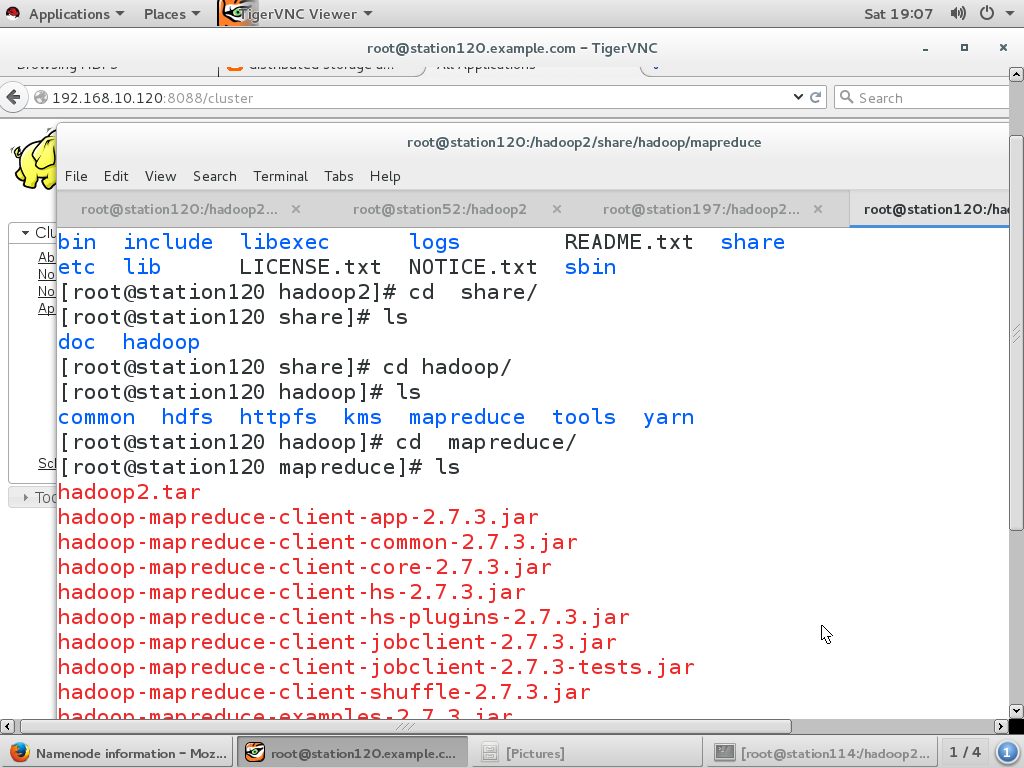 Applications Places TigerVNC Viewer Sat 19:07
root@station120.example.com - TigerVNC
192.168.10.120:8088/cluster Search
root@station120:/hadoop2/share/hadoop/mapreduce
File Edit View Search Terminal Tabs Help
root@station120:/hadoop2... × root@station52:/hadoop2 × root@station197:/hadoop2... × root@station120:/ha
bin include libexec logs README.txt share
etc lib LICENSE.txt NOTICE.txt sbin
[root@station120 hadoop2]# cd  share/
[root@station120 share]# ls
doc hadoop
[root@station120 share]# cd hadoop/
[root@station120 hadoop]# ls
common hdfs httpfs kms mapreduce tools yarn
[root@station120 hadoop]# cd  mapreduce/
[root@station120 mapreduce]# ls
hadoop2.tar
hadoop-mapreduce-client-app-2.7.3.jar
hadoop-mapreduce-client-common-2.7.3.jar
hadoop-mapreduce-client-core-2.7.3.jar
hadoop-mapreduce-client-hs-2.7.3.jar
hadoop-mapreduce-client-hs-plugins-2.7.3.jar
hadoop-mapreduce-client-jobclient-2.7.3.jar
hadoop-mapreduce-client-jobclient-2.7.3-tests.jar
hadoop-mapreduce-client-shuffle-2.7.3.jar
hadoop-mapreduce-examples-2.7.3.jar
Clu
Ab
No
No
Ap
Sc
Too
Namenode information - Moz... root@station120.example.c... [Pictures] [root@station114:/hadoop2... 1 / 4 1